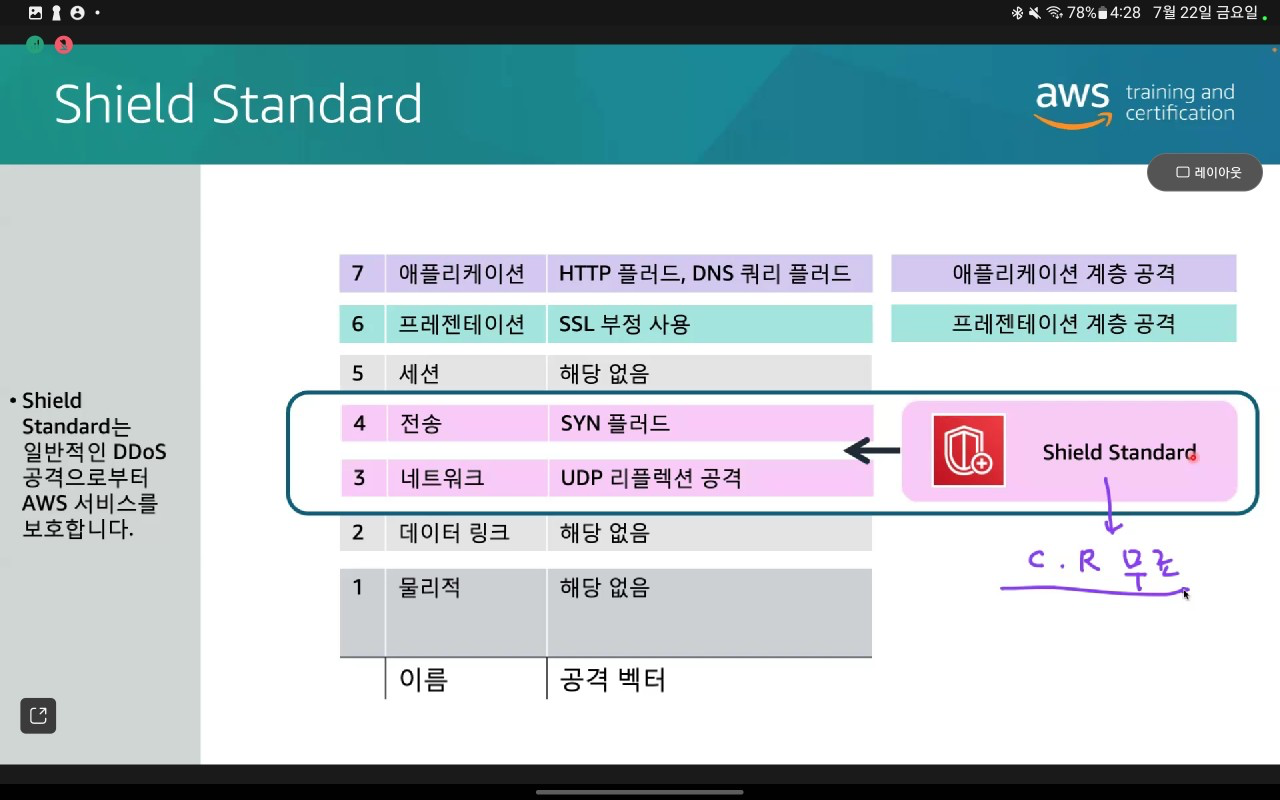 78% 4:28 7월 22일 금요일
Shield Standard
aws training and certification
레이아웃
• Shield
Standard는
일반적인 DDoS
공격으로부터
AWS 서비스를
보호합니다.
7 애플리케이션 HTTP 플러드, DNS 쿼리 플러드 애플리케이션 계층 공격
6 프레젠테이션 SSL 부정 사용 프레젠테이션 계층 공격
5 세션 해당 없음
4 전송 SYN 플러드
Shield Standard
3 네트워크 UDP 리플렉션 공격
2 데이터 링크 해당 없음
C . R 무료
1 물리적 해당 없음
이름 공격 벡터